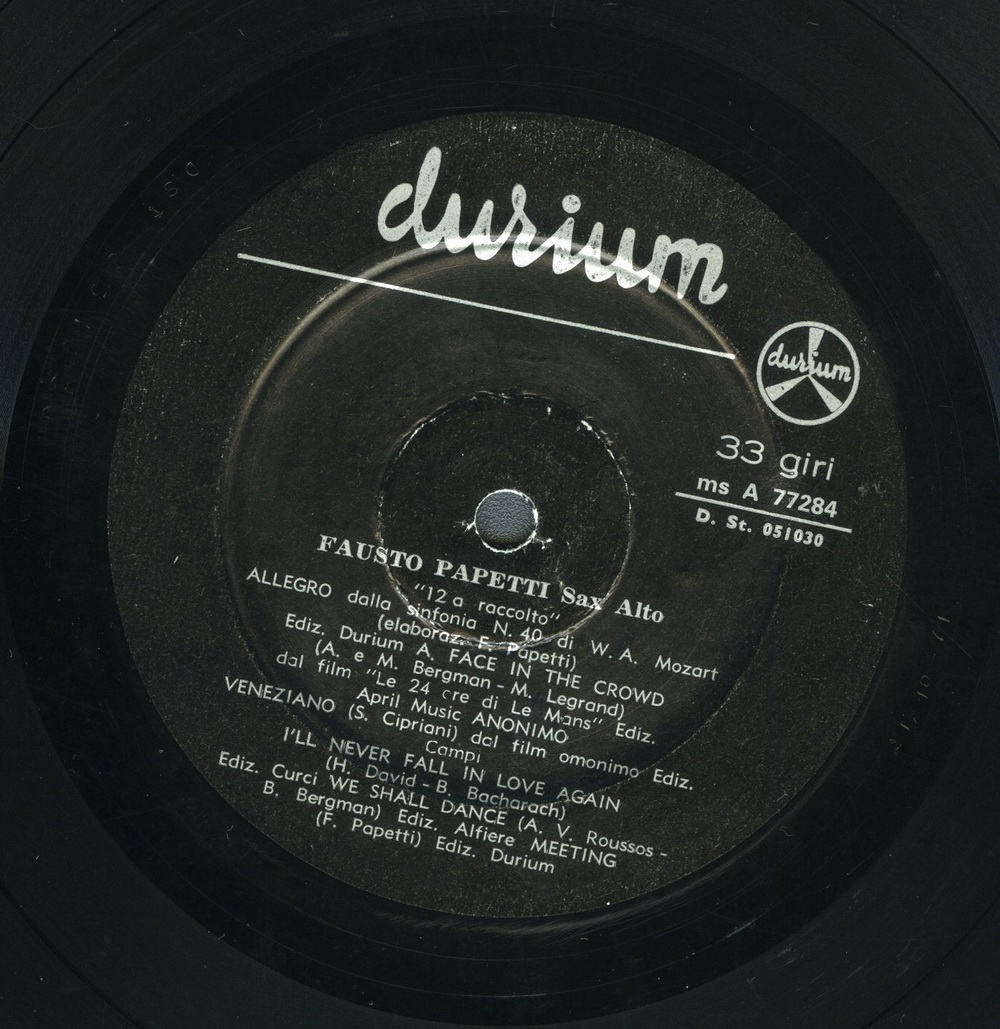 durium
durium
33 giri
ms A 77284
D. St. 051030
FAUSTO PAPETTI Sax Alto
"12a raccolta"
ALLEGRO dalla sinfonia N. 40 di W. A. Mozart
(elaboraz. F. Papetti)
Ediz. Durium A FACE IN THE CROWD
(A. e M. Bergman - M. Legrand)
dal film "Le 24 ore di Le Mans" Ediz.
April Music ANONIMO
VENEZIANO (S. Cipriani) dal film omonimo Ediz.
Campi
I'LL NEVER FALL IN LOVE AGAIN
(H. David - B. Bacharach)
Ediz. Curci WE SHALL DANCE (A. V. Roussos -
B. Bergman) Ediz. Alfiere MEETING
(F. Papetti) Ediz. Durium